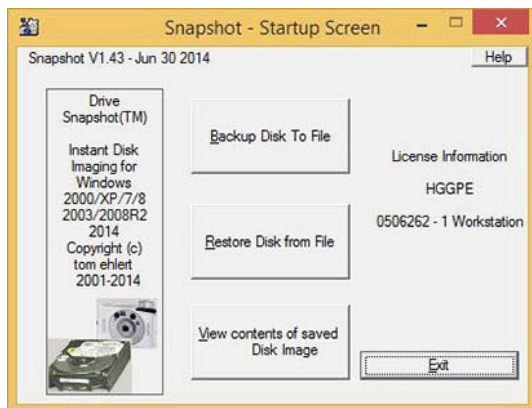 Snapshot - Startup Screen
Snapshot V1.43 - Jun 30 2014
Help
Drive
Snapshot(TM)
Instant Disk
Imaging for
Windows
2000/XP/7/8
2003/2008R2
2014
Copyright (c)
tom ehlert
2001-2014
Backup Disk To File
Restore Disk from File
View contents of saved
Disk Image
License Information
HGGPE
0506262 - 1 Workstation
Exit